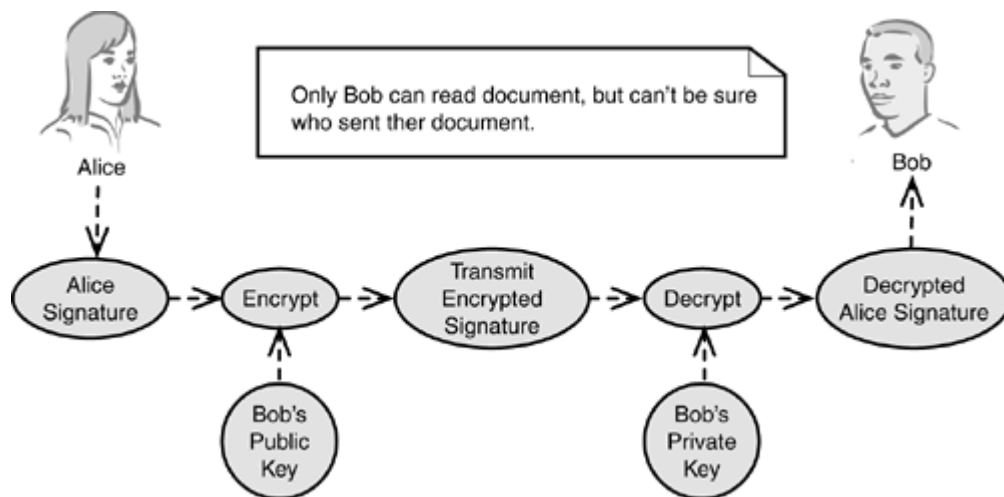 Only Bob can read document, but can't be sure
who sent ther document.
Alice
Bob
Alice
Signature
Encrypt
Transmit
Encrypted
Signature
Decrypt
Decrypted
Alice Signature
Bob's
Public
Key
Bob's
Private
Key